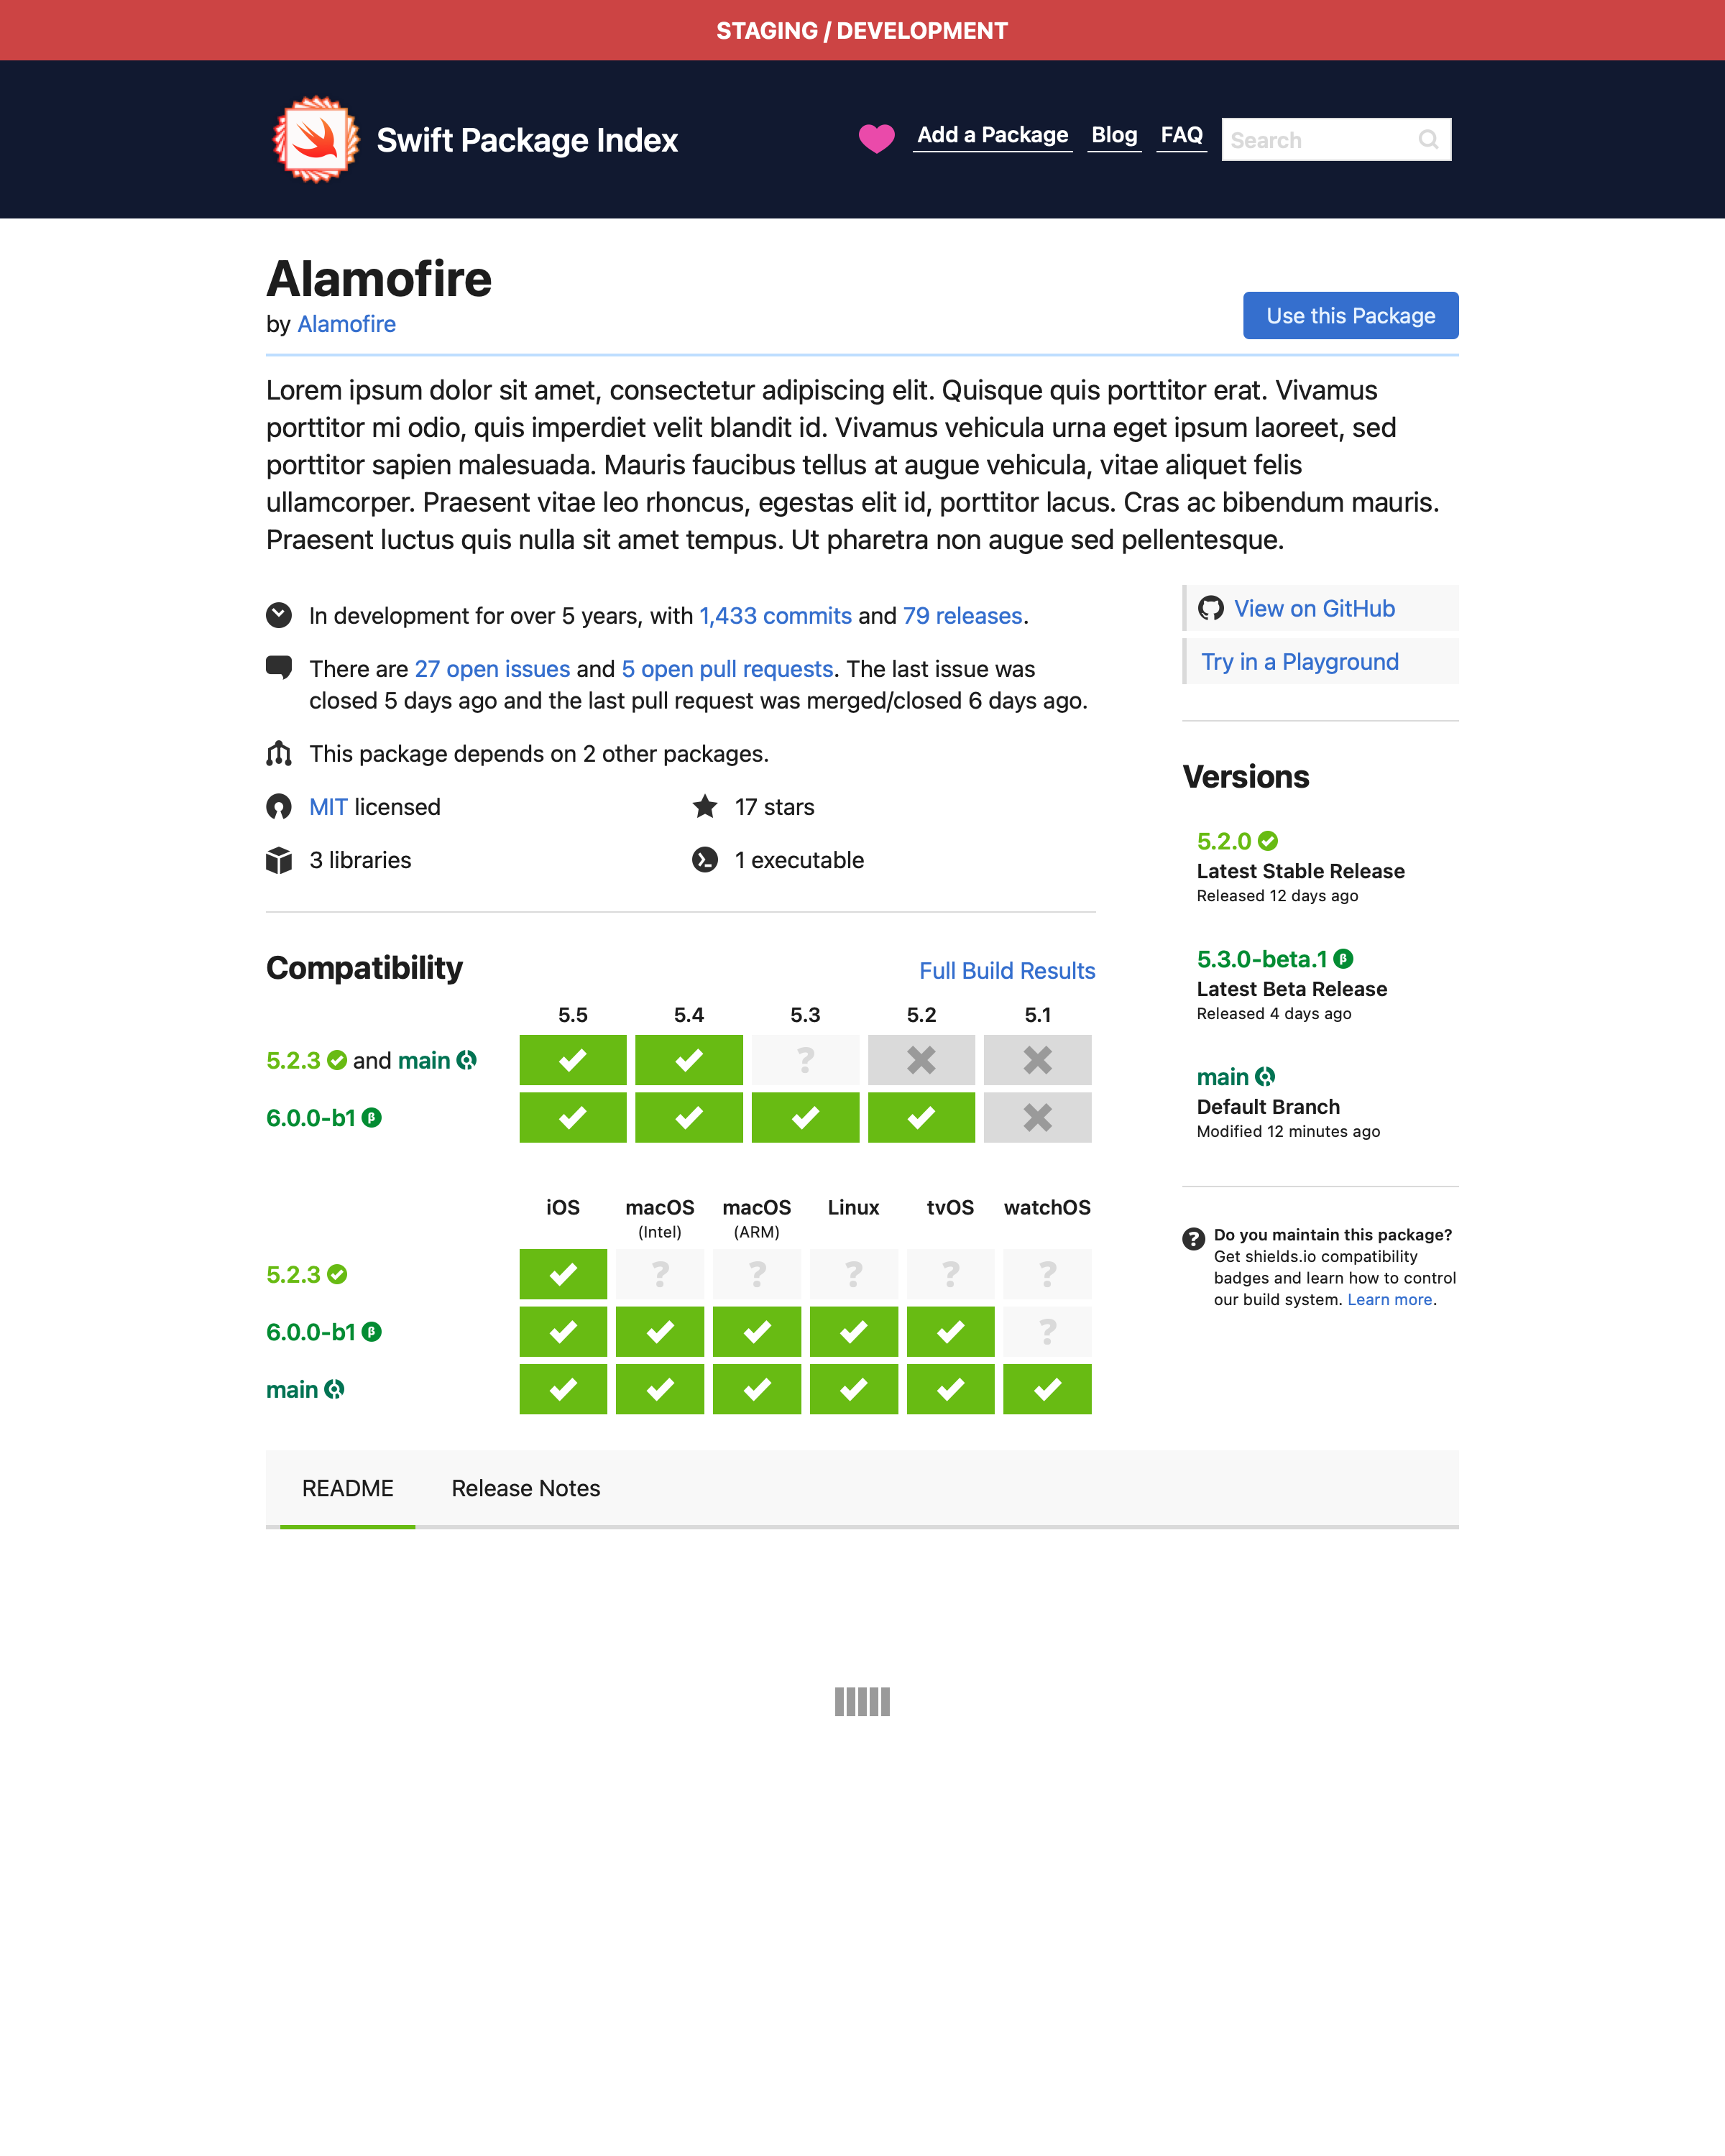 STAGING / DEVELOPMENT
Swift Package Index
Add a Package
Blog
FAQ
Search
Alamofire
by Alamofire
Use this Package
Lorem ipsum dolor sit amet, consectetur adipiscing elit. Quisque quis porttitor erat. Vivamus
porttitor mi odio, quis imperdiet velit blandit id. Vivamus vehicula urna eget ipsum laoreet, sed
porttitor sapien malesuada. Mauris faucibus tellus at augue vehicula, vitae aliquet felis
ullamcorper. Praesent vitae leo rhoncus, egestas elit id, porttitor lacus. Cras ac bibendum mauris.
Praesent luctus quis nulla sit amet tempus. Ut pharetra non augue sed pellentesque.
In development for over 5 years, with 1,433 commits and 79 releases.
There are 27 open issues and 5 open pull requests. The last issue was
closed 5 days ago and the last pull request was merged/closed 6 days ago.
This package depends on 2 other packages.
MIT licensed
17 stars
3 libraries
1 executable
View on GitHub
Try in a Playground
Versions
5.2.0
Latest Stable Release
Released 12 days ago
5.3.0-beta.1 β
Latest Beta Release
Released 4 days ago
main
Default Branch
Modified 12 minutes ago
? Do you maintain this package?
Get shields.io compatibility
badges and learn how to control
our build system. Learn more.
Compatibility
Full Build Results
5.5 5.4 5.3 5.2 5.1
5.2.3 and main ?
6.0.0-b1 β
iOS macOS macOS Linux tvOS watchOS
(Intel) (ARM)
5.2.3 ? ? ? ? ?
6.0.0-b1 β ?
main
README
Release Notes